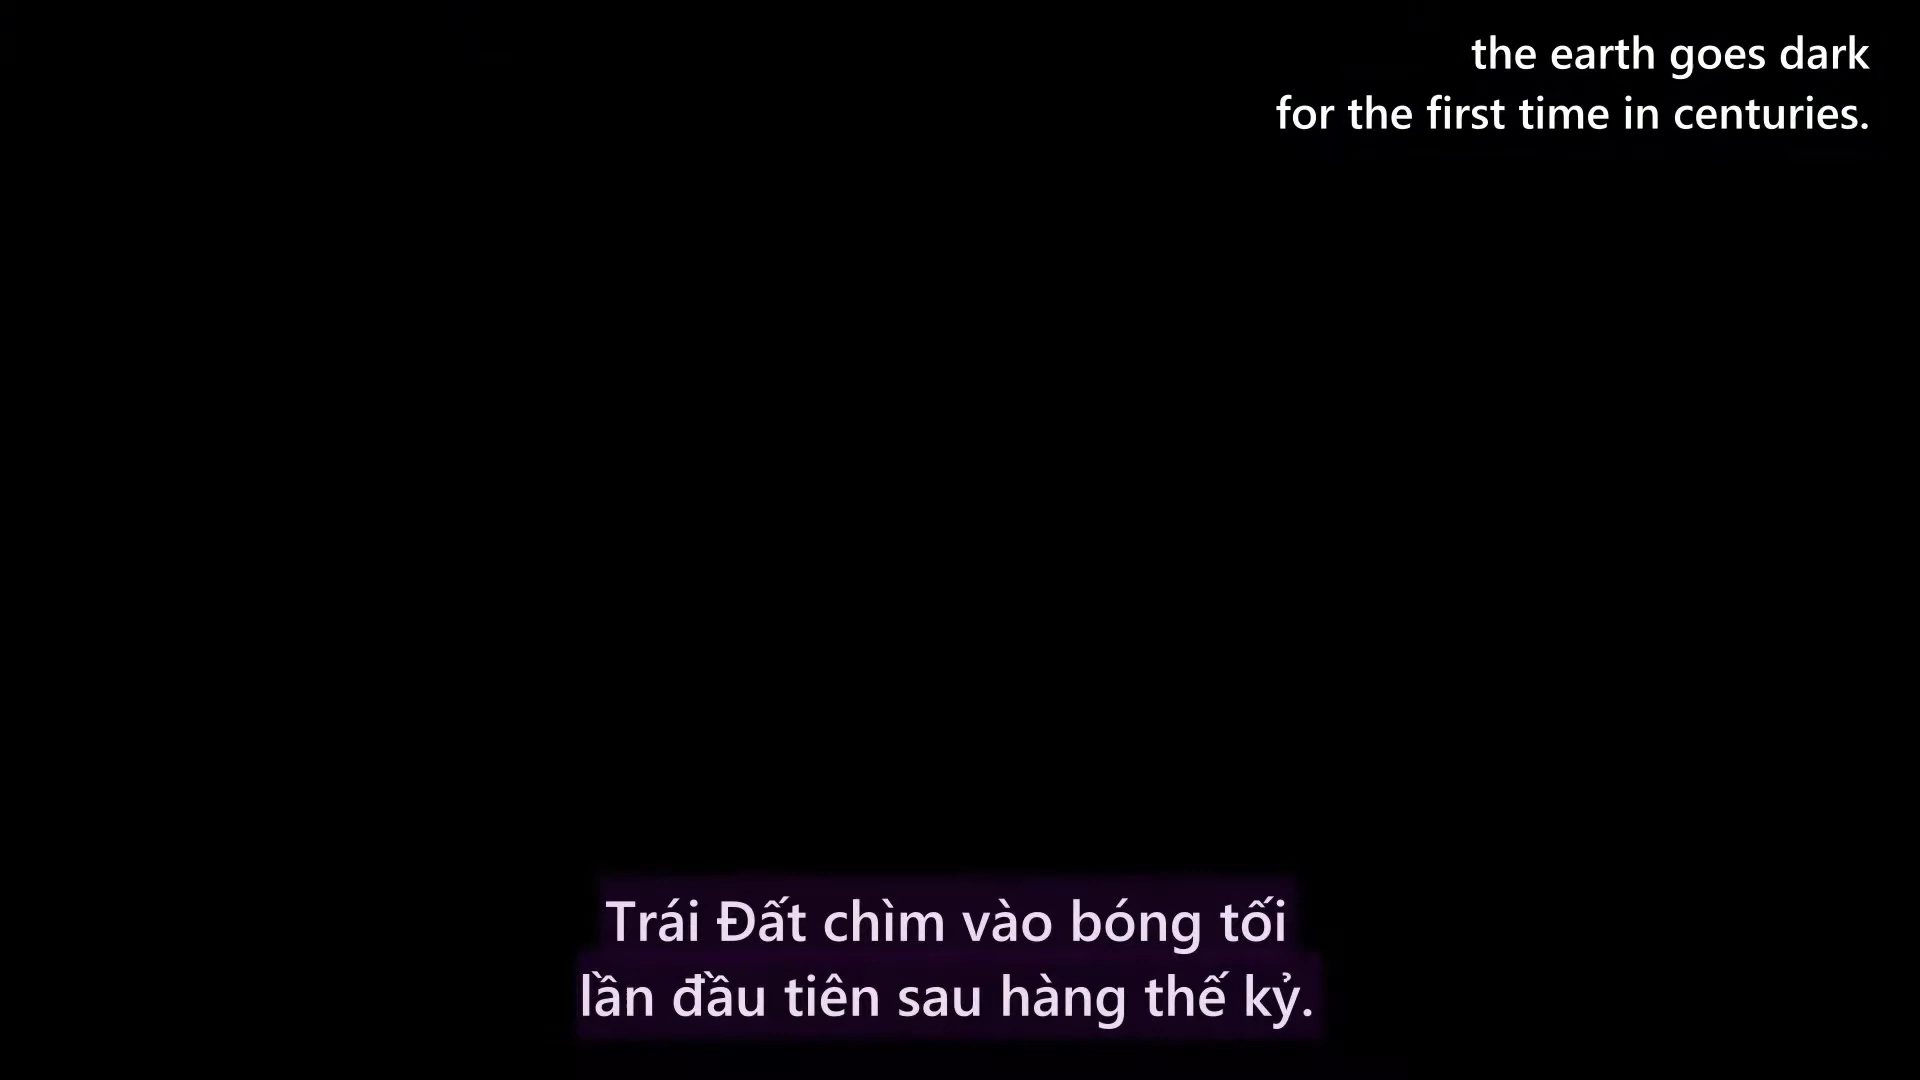 the earth goes dark
for the first time in centuries.
Trái Đất chìm vào bóng tối
lần đầu tiên sau hàng thế kỷ.